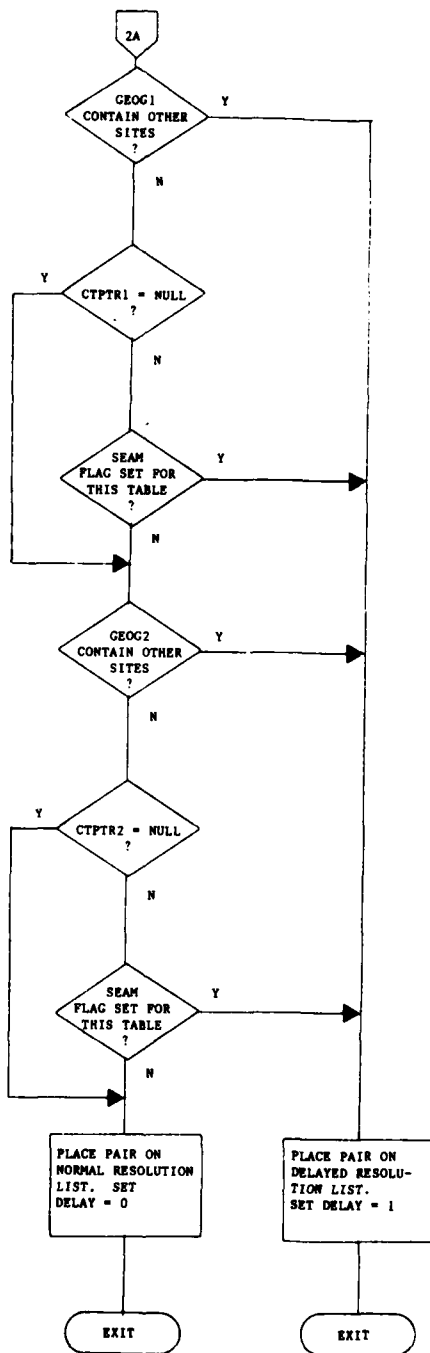 2A
GEOG1
CONTAIN OTHER
SITES
?
Y
N
Y
CTPTR1 = NULL
?
N
SEAM
FLAG SET FOR
THIS TABLE
?
Y
N
GEOG2
CONTAIN OTHER
SITES
?
Y
N
Y
CTPTR2 = NULL
?
N
SEAM
FLAG SET FOR
THIS TABLE
?
Y
N
PLACE PAIR ON
NORMAL RESOLUTION
LIST. SET
DELAY = 0
PLACE PAIR ON
DELAYED RESOLU-
TION LIST.
SET DELAY = 1
EXIT
EXIT